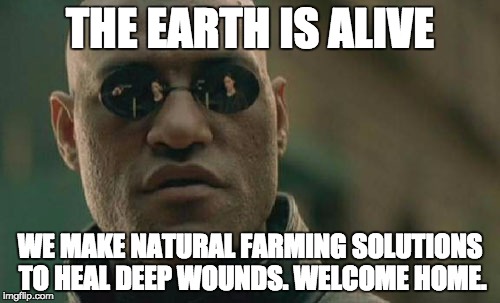 THE EARTH IS ALIVE
WE MAKE NATURAL FARMING SOLUTIONS
TO HEAL DEEP WOUNDS. WELCOME HOME.
imgflip.com